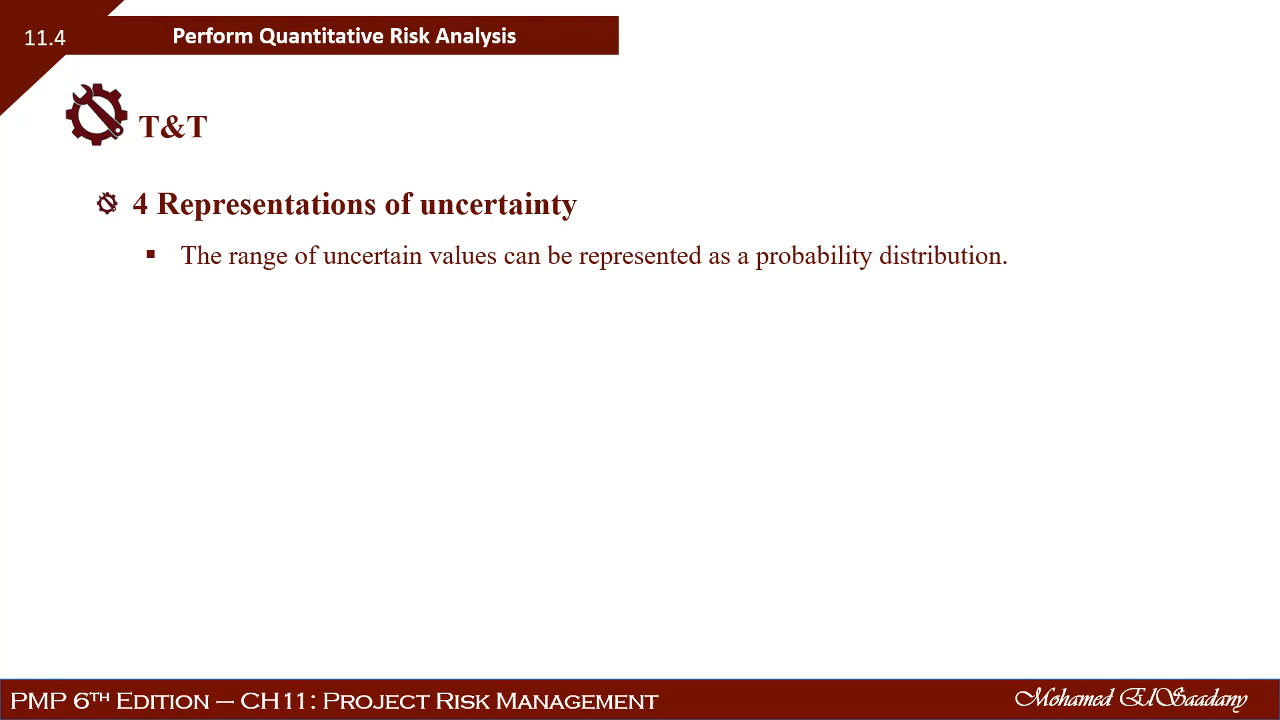 11.4
Perform Quantitative Risk Analysis
T&T
4 Representations of uncertainty
▪ The range of uncertain values can be represented as a probability distribution.
PMP 6TH EDITION – CH11: PROJECT RISK MANAGEMENT
Mohamed ElSaadany